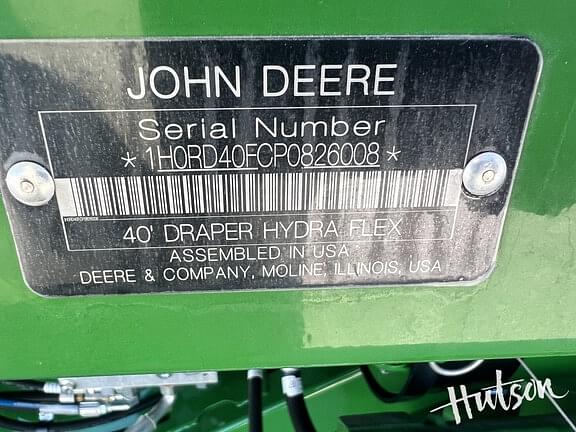 JOHN DEERE
Serial Number
*1H0RD40FCP0826008*
40' DRAPER HYDRA FLEX
ASSEMBLED IN USA
DEERE & COMPANY, MOLINE, ILLINOIS, USA
Hutson